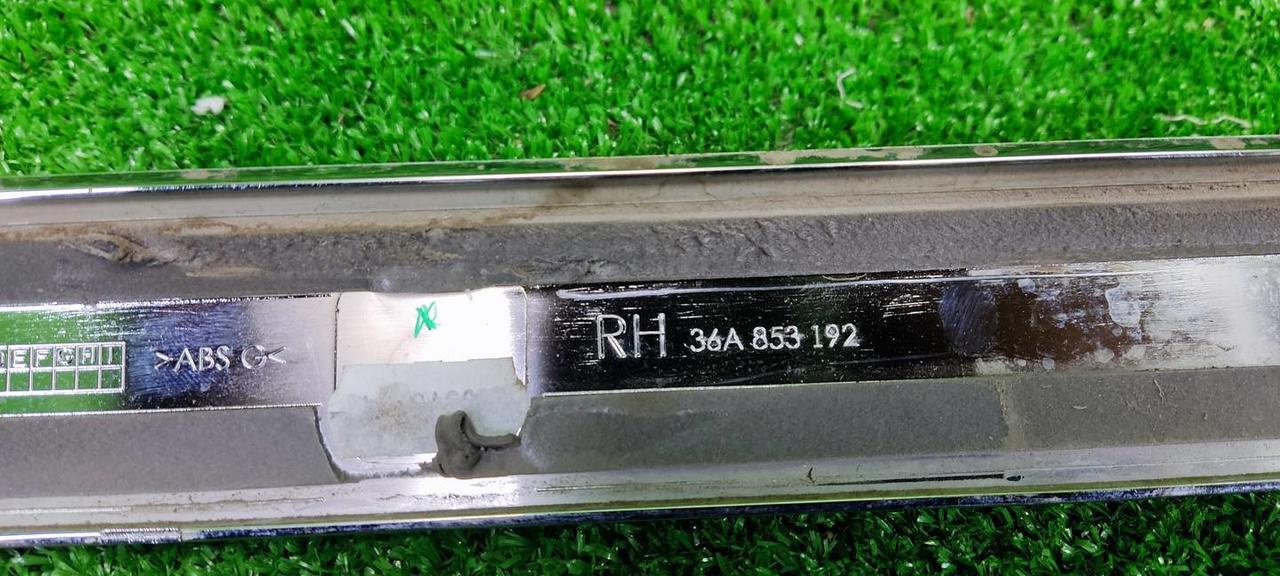 DEFGHI
>ABS G<
RH 36A 853 192